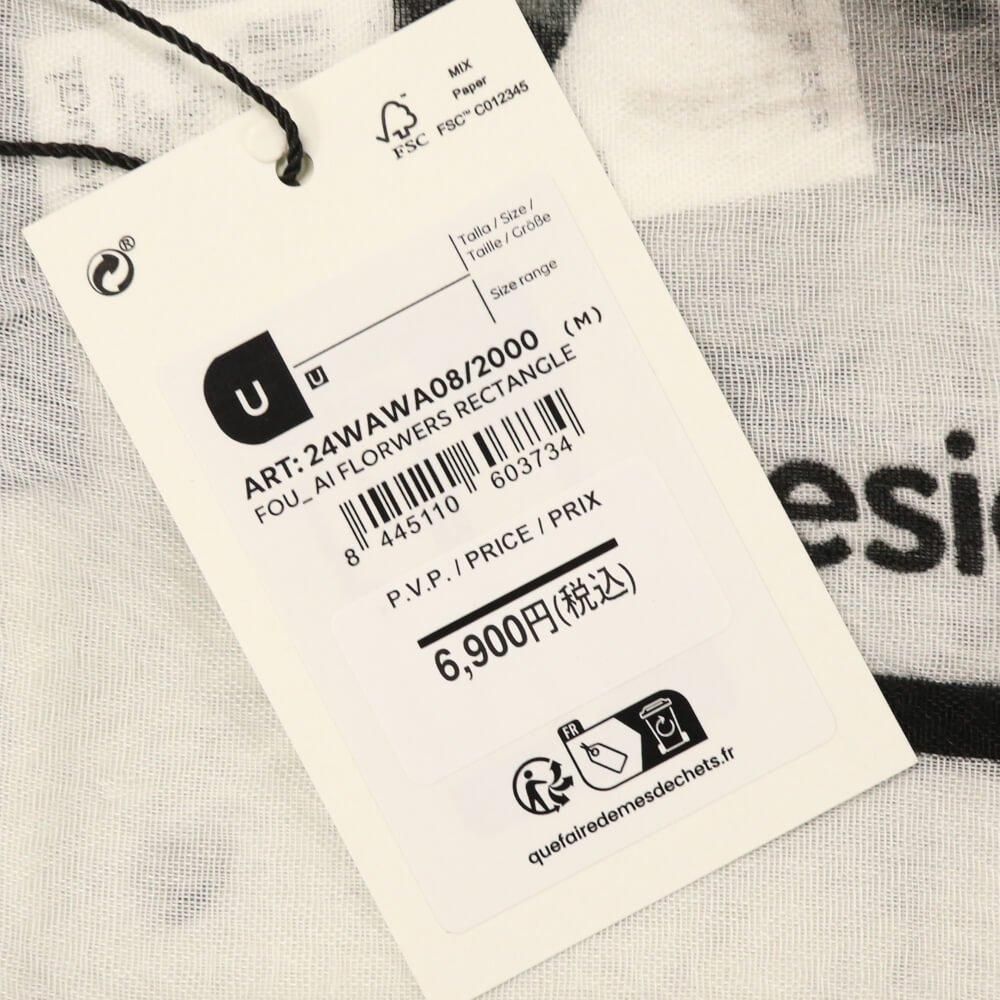 MIX
Paper
FSC™ C012345
FSC
®
Talla / Size /
Taille / Größe
Size range
U
U
ART: 24WAWA08/2000 (M)
FOU_AI FLORWERS RECTANGLE
8 445110 603734
P.V.P. / PRICE / PRIX
6,900円(税込)
FR
quefairedemesdechets.fr
esi